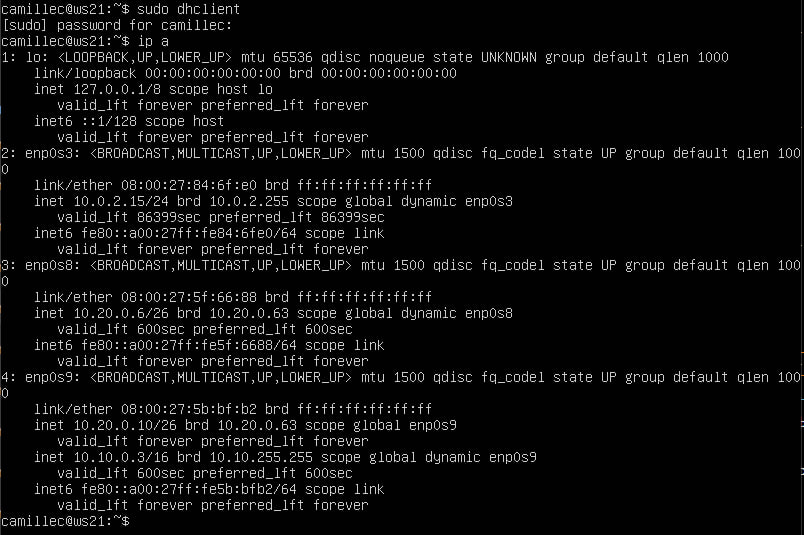 camillec@ws21:~$ sudo dhclient
[sudo] password for camillec:
camillec@ws21:~$ ip a
1: lo: <LOOPBACK,UP,LOWER_UP> mtu 65536 qdisc noqueue state UNKNOWN group default qlen 1000
    link/loopback 00:00:00:00:00:00 brd 00:00:00:00:00:00
    inet 127.0.0.1/8 scope host lo
       valid_lft forever preferred_lft forever
    inet6 ::1/128 scope host
       valid_lft forever preferred_lft forever
2: enp0s3: <BROADCAST,MULTICAST,UP,LOWER_UP> mtu 1500 qdisc fq_codel state UP group default qlen 100
0
    link/ether 08:00:27:84:6f:e0 brd ff:ff:ff:ff:ff:ff
    inet 10.0.2.15/24 brd 10.0.2.255 scope global dynamic enp0s3
       valid_lft 86399sec preferred_lft 86399sec
    inet6 fe80::a00:27ff:fe84:6fe0/64 scope link
       valid_lft forever preferred_lft forever
3: enp0s8: <BROADCAST,MULTICAST,UP,LOWER_UP> mtu 1500 qdisc fq_codel state UP group default qlen 100
0
    link/ether 08:00:27:5f:66:88 brd ff:ff:ff:ff:ff:ff
    inet 10.20.0.6/26 brd 10.20.0.63 scope global dynamic enp0s8
       valid_lft 600sec preferred_lft 600sec
    inet6 fe80::a00:27ff:fe5f:6688/64 scope link
       valid_lft forever preferred_lft forever
4: enp0s9: <BROADCAST,MULTICAST,UP,LOWER_UP> mtu 1500 qdisc fq_codel state UP group default qlen 100
0
    link/ether 08:00:27:5b:bf:b2 brd ff:ff:ff:ff:ff:ff
    inet 10.20.0.10/26 brd 10.20.0.63 scope global enp0s9
       valid_lft forever preferred_lft forever
    inet 10.10.0.3/16 brd 10.10.255.255 scope global dynamic enp0s9
       valid_lft 600sec preferred_lft 600sec
    inet6 fe80::a00:27ff:fe5b:bfb2/64 scope link
       valid_lft forever preferred_lft forever
camillec@ws21:~$